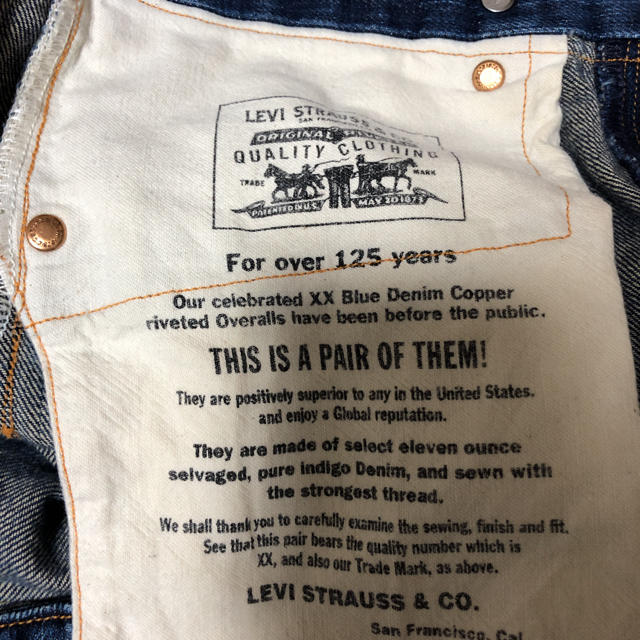 LEVI STRAUSS &
ORIGINAL
QUALITY CLOTHING
TRADE MARK
PATENTED IN U.S. MAY 20 1873
For over 125 years
Our celebrated XX Blue Denim Copper
riveted Overalls have been before the public.
THIS IS A PAIR OF THEM!
They are positively superior to any in the United States.
and enjoy a Global reputation.
They are made of select eleven ounce
selvaged, pure indigo Denim, and sewn with
the strongest thread.
We shall thank you to carefully examine the sewing, finish and fit.
See that this pair bears the quality number which is
XX, and also our Trade Mark, as above.
LEVI STRAUSS & CO.
San Francisco, Cal